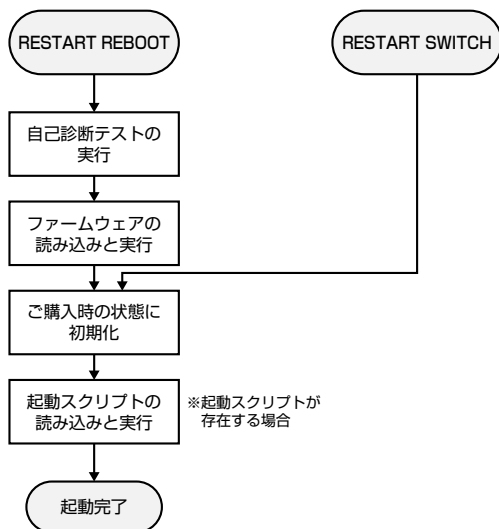 RESTART REBOOT
RESTART SWITCH
自己診断テストの
実行
ファームウェアの
読み込みと実行
ご購入時の状態に
初期化
起動スクリプトの
読み込みと実行
※起動スクリプトが
存在する場合
起動完了